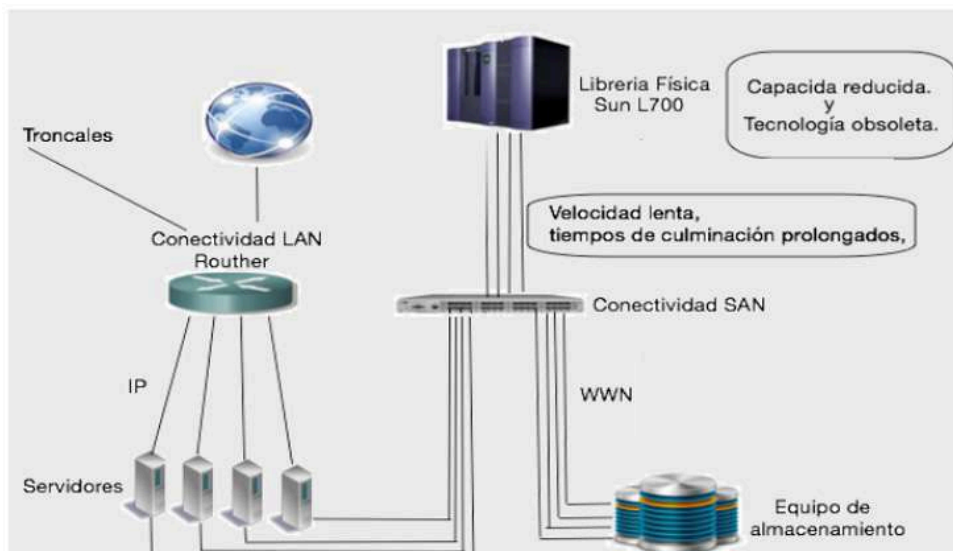 Librería Física
Sun L700
Capacida reducida.
y
Tecnología obsoleta.
Troncales
Velocidad lenta,
tiempos de culminación prolongados,
Conectividad LAN
Routher
Conectividad SAN
IP
WWN
Servidores
Equipo de
almacenamiento